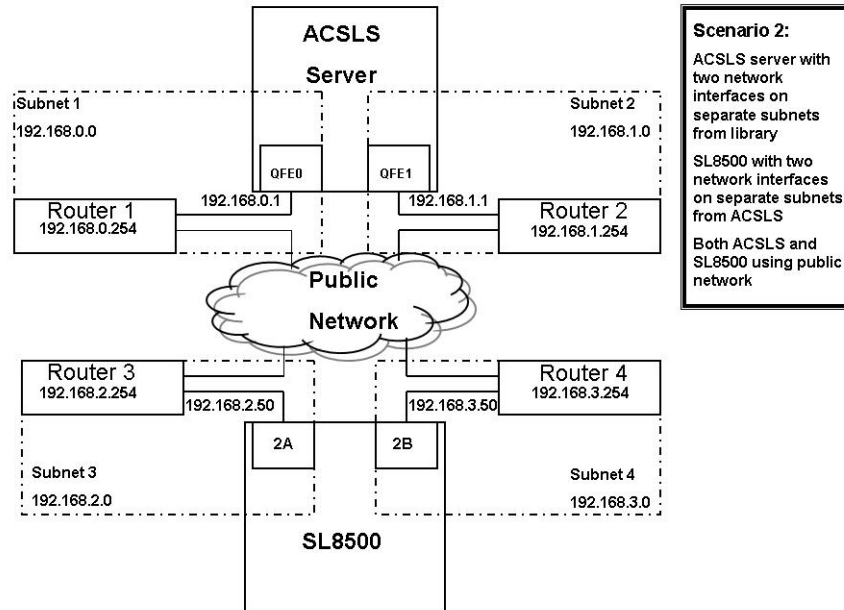 ACSLS
Server
Subnet 1
192.168.0.0
Subnet 2
192.168.1.0
QFE0
QFE1
192.168.0.1
192.168.1.1
Router 1
192.168.0.254
Router 2
192.168.1.254
Public
Network
Router 3
192.168.2.254
Router 4
192.168.3.254
192.168.2.50
192.168.3.50
2A
2B
Subnet 3
192.168.2.0
Subnet 4
192.168.3.0
SL8500
Scenario 2:
ACSLS server with
two network
interfaces on
separate subnets
from library
SL8500 with two
network interfaces
on separate subnets
from ACSLS
Both ACSLS and
SL8500 using public
network